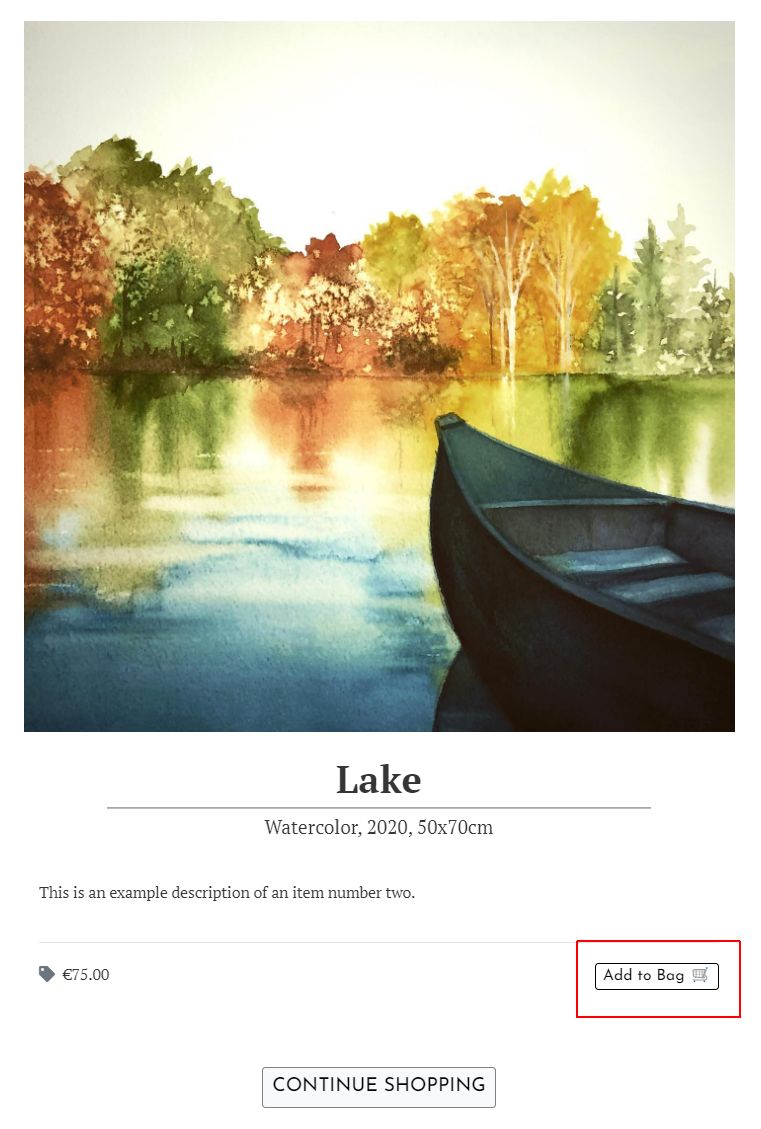 Lake
Watercolor, 2020, 50x70cm
This is an example description of an item number two.
€75.00
Add to Bag
CONTINUE SHOPPING